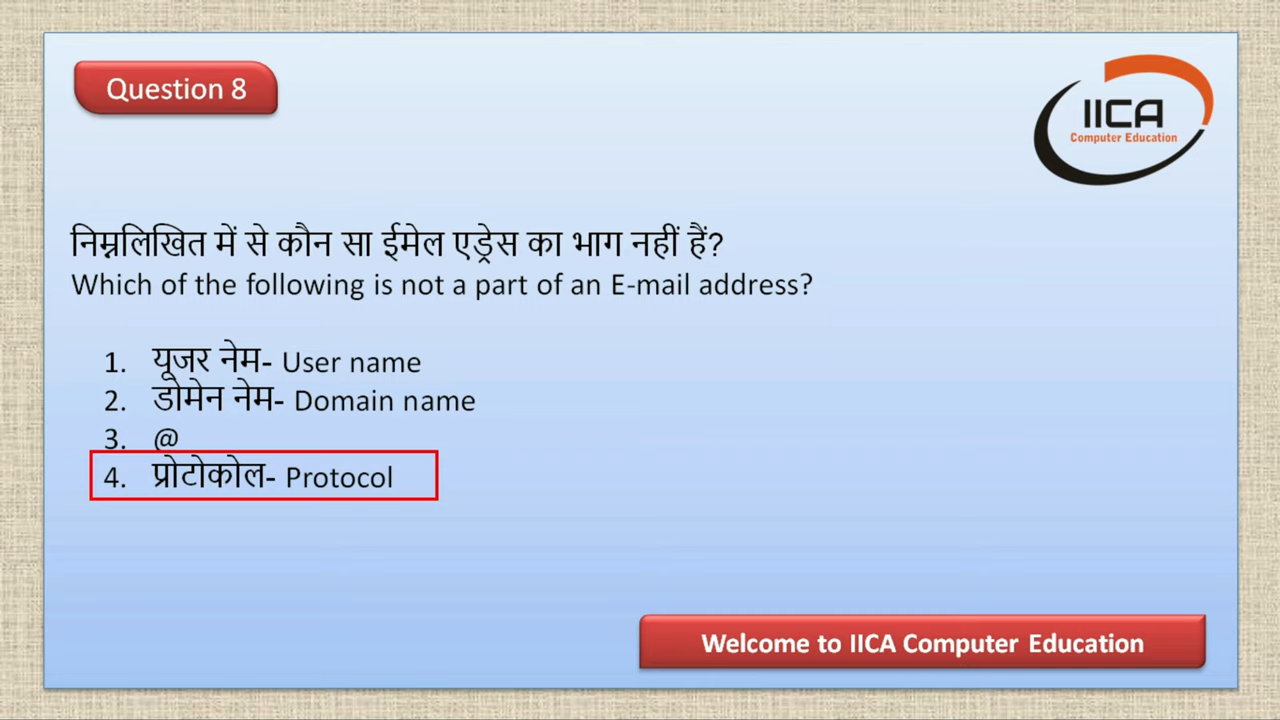 Question 8
IICA
Computer Education
निम्नलिखित में से कौन सा ईमेल एड्रेस का भाग नहीं हैं?
Which of the following is not a part of an E-mail address?
1. यूजर नेम- User name
2. डोमेन नेम- Domain name
3. @
4. प्रोटोकोल- Protocol
Welcome to IICA Computer Education